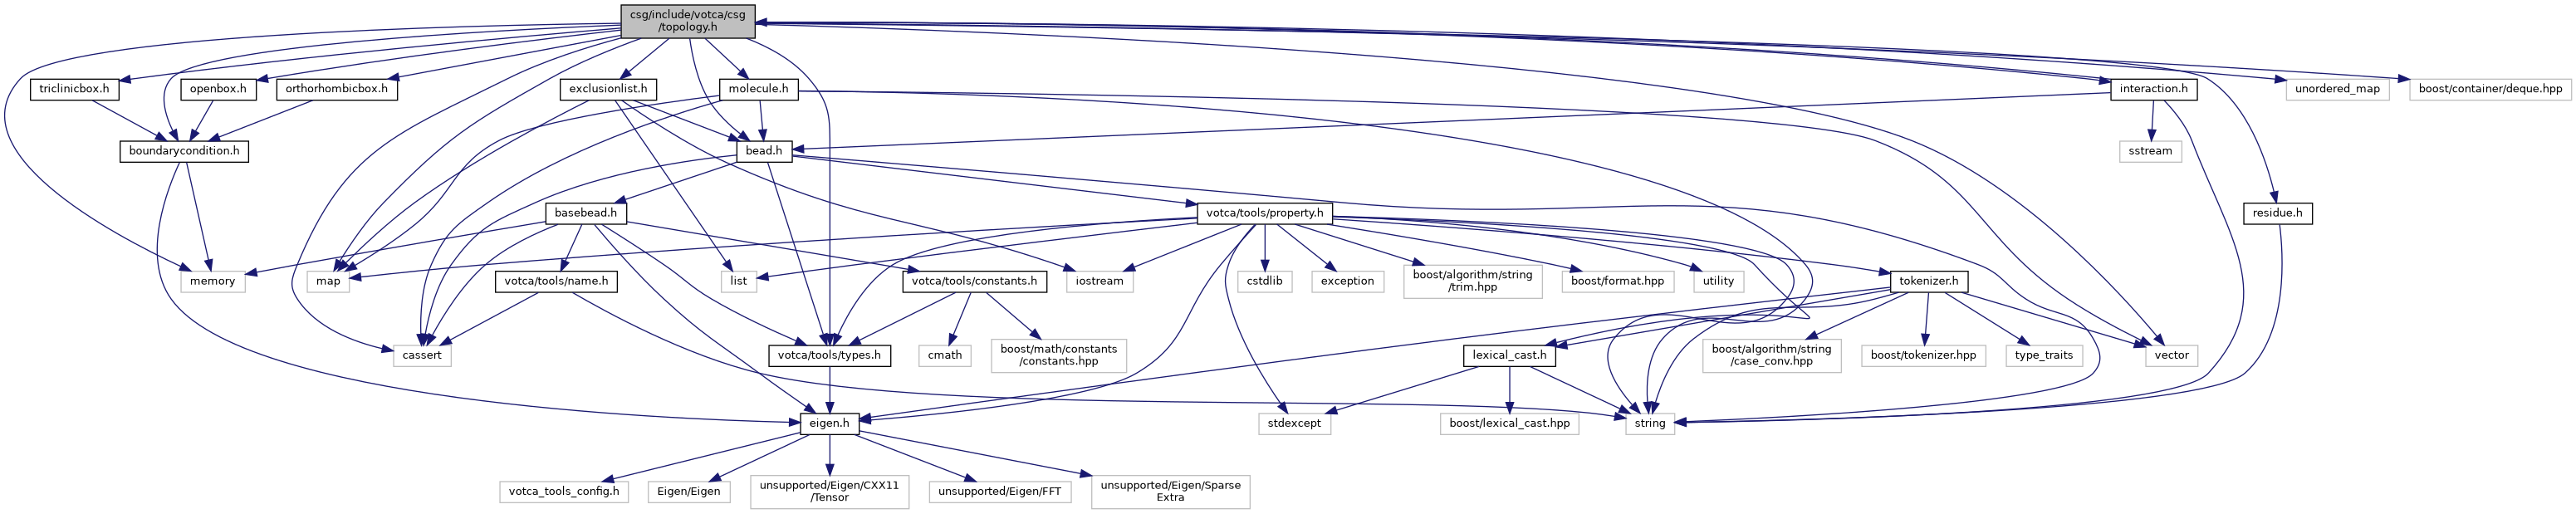 csg/include/votca/csg
/topology.h
triclinicbox.h
openbox.h
orthorhombicbox.h
exclusionlist.h
molecule.h
interaction.h
unordered_map
boost/container/deque.hpp
boundarycondition.h
bead.h
sstream
basebead.h
votca/tools/property.h
residue.h
memory
map
votca/tools/name.h
list
votca/tools/constants.h
iostream
cstdlib
exception
boost/algorithm/string
/trim.hpp
boost/format.hpp
utility
tokenizer.h
cassert
votca/tools/types.h
cmath
boost/math/constants
/constants.hpp
lexical_cast.h
boost/algorithm/string
/case_conv.hpp
boost/tokenizer.hpp
type_traits
vector
eigen.h
stdexcept
boost/lexical_cast.hpp
string
votca_tools_config.h
Eigen/Eigen
unsupported/Eigen/CXX11
/Tensor
unsupported/Eigen/FFT
unsupported/Eigen/Sparse
Extra